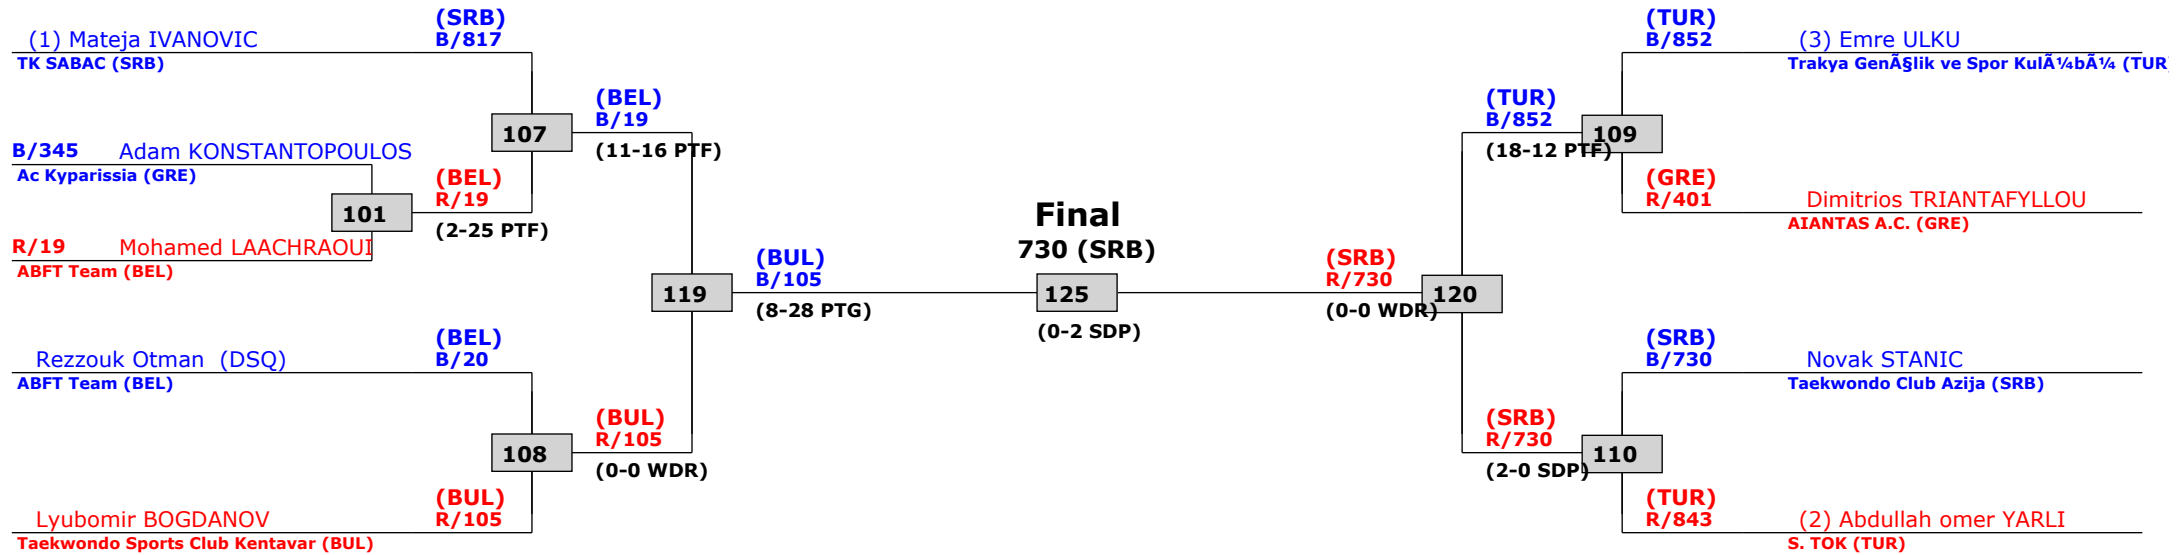 (1) Mateja IVANOVIC
(SRB)
B/817
TK SABAC (SRB)
107
(BEL)
B/19
(11-16 PTF)
B/345 Adam KONSTANTOPOULOS
Ac Kyparissia (GRE)
101
(BEL)
R/19
(2-25 PTF)
R/19 Mohamed LAACHRAOUI
ABFT Team (BEL)
119
(BUL)
B/105
(8-28 PTG)
Rezzouk Otman (DSQ)
(BEL)
B/20
ABFT Team (BEL)
108
(BUL)
R/105
(0-0 WDR)
Lyubomir BOGDANOV
(BUL)
R/105
Taekwondo Sports Club Kentavar (BUL)
Final
730 (SRB)
125
(0-2 SDP)
(TUR)
B/852
(3) Emre ULKU
Trakya GenÃ§lik ve Spor KulÃ¼bÃ¼ (TUR)
(TUR)
B/852
109
(18-12 PTF)
(GRE)
R/401
Dimitrios TRIANTAFYLLOU
AIANTAS A.C. (GRE)
(SRB)
R/730
120
(0-0 WDR)
(SRB)
B/730
Novak STANIC
Taekwondo Club Azija (SRB)
(SRB)
R/730
110
(2-0 SDP)
(TUR)
R/843
(2) Abdullah omer YARLI
S. TOK (TUR)